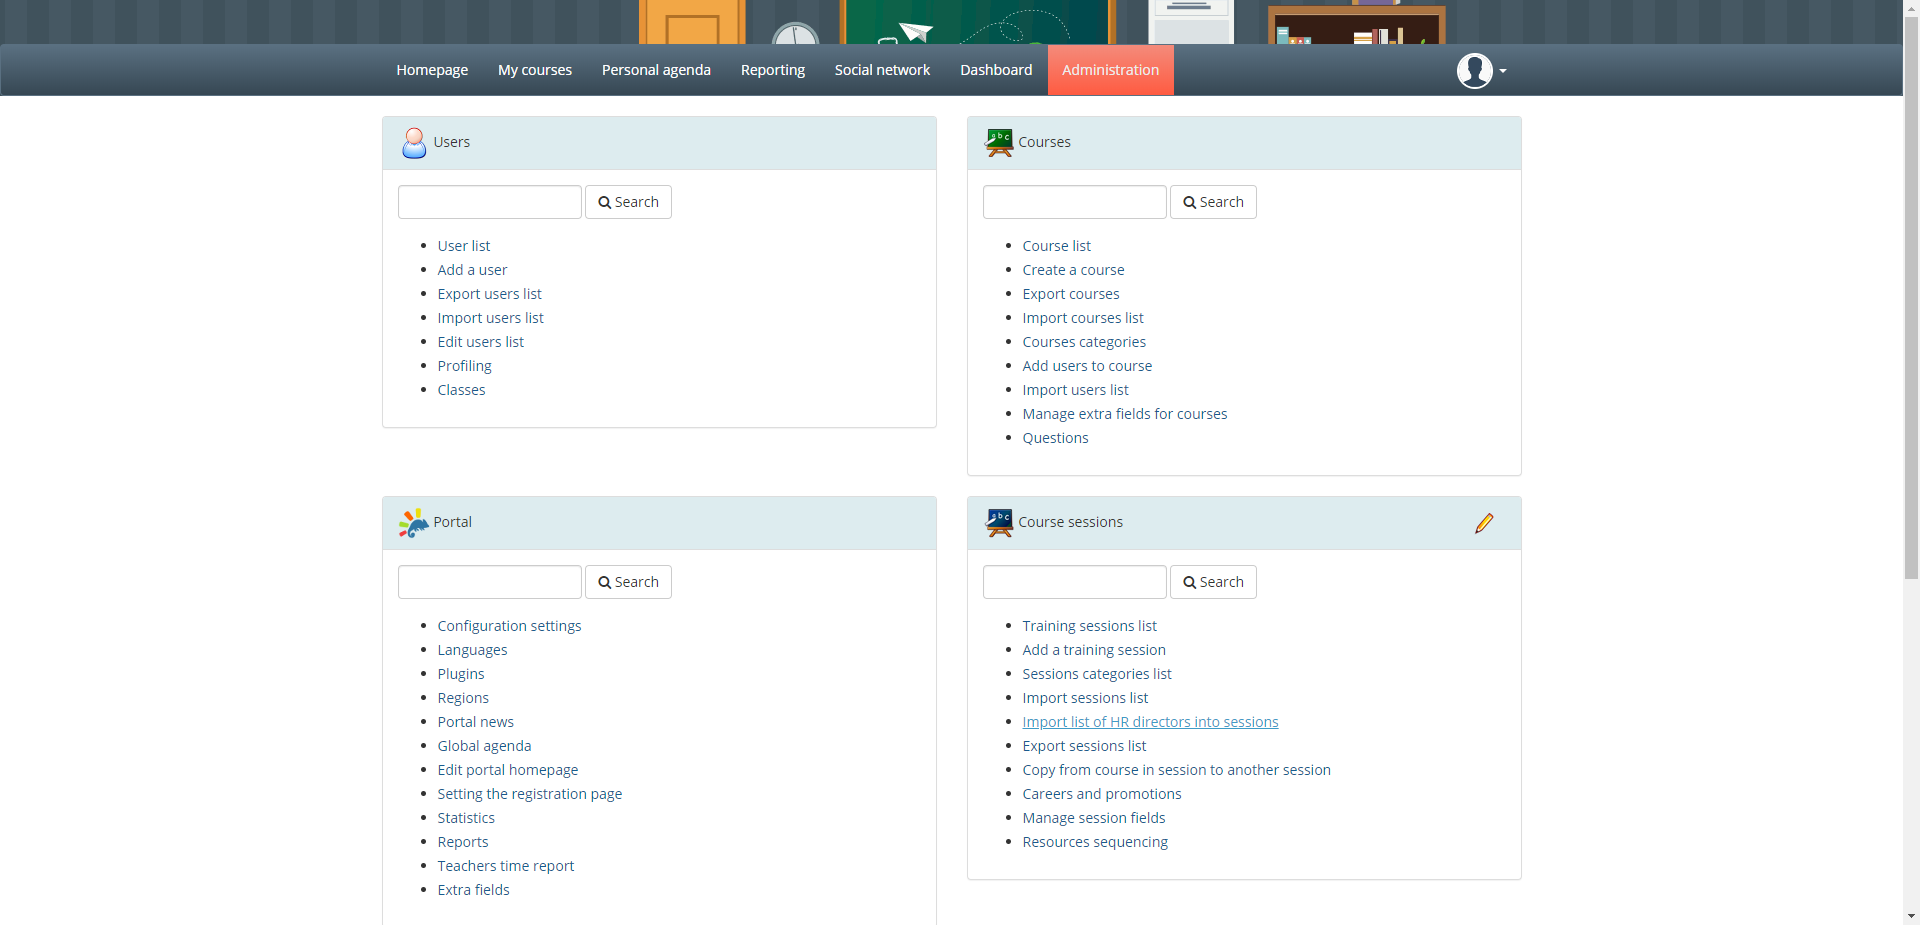 Homepage My courses Personal agenda Reporting Social network Dashboard Administration
Users
Search
User list
Add a user
Export users list
Import users list
Edit users list
Profiling
Classes
abc Courses
Search
Course list
Create a course
Export courses
Import courses list
Courses categories
Add users to course
Import users list
Manage extra fields for courses
Questions
Portal
Search
Configuration settings
Languages
Plugins
Regions
Portal news
Global agenda
Edit portal homepage
Setting the registration page
Statistics
Reports
Teachers time report
Extra fields
abc Course sessions
Search
Training sessions list
Add a training session
Sessions categories list
Import sessions list
Import list of HR directors into sessions
Export sessions list
Copy from course in session to another session
Careers and promotions
Manage session fields
Resources sequencing